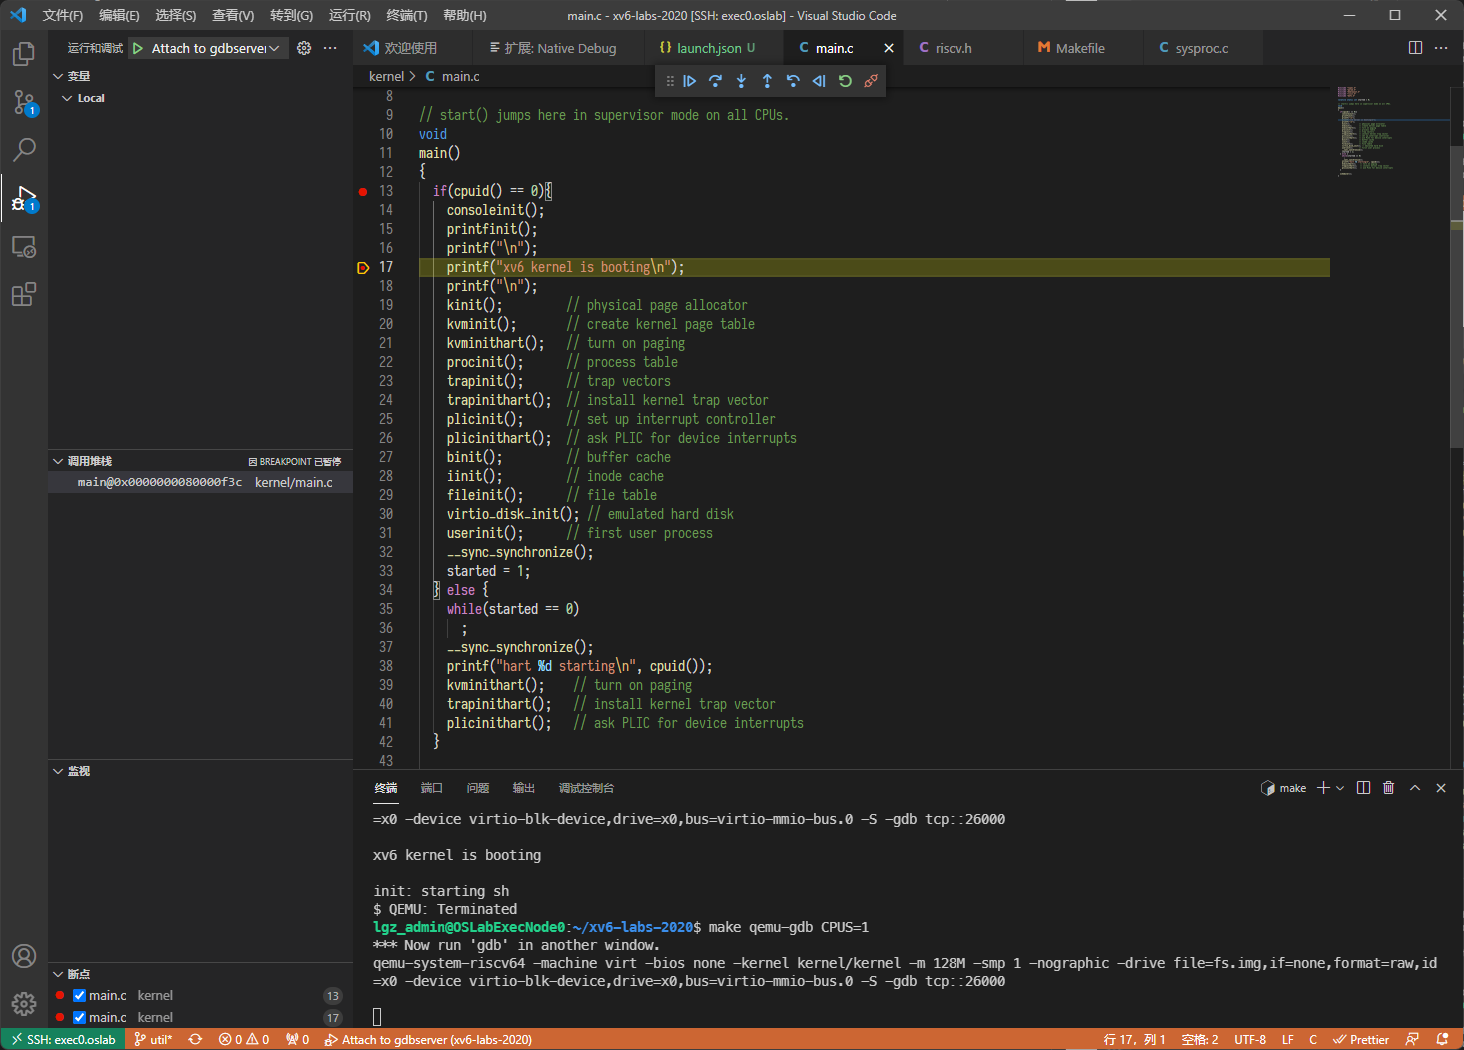 文件(F) 编辑(E) 选择(S) 查看(V) 转到(G) 运行(R) 终端(T) 帮助(H) main.c - xv6-labs-2020 [SSH: exec0.oslab] - Visual Studio Code
运行和调试 Attach to gdbserver 欢迎使用 扩展: Native Debug launch.json U main.c riscv.h Makefile sysproc.c
变量
Local
kernel > main.c
8
9 // start() jumps here in supervisor mode on all CPUs.
10 void
11 main()
12 {
13 if(cpuid() == 0){
14 consoleinit();
15 printfinit();
16 printf("\n");
17 printf("xv6 kernel is booting\n");
18 printf("\n");
19 kinit(); // physical page allocator
20 kvminit(); // create kernel page table
21 kvminithart(); // turn on paging
22 procinit(); // process table
23 trapinit(); // trap vectors
24 trapinithart(); // install kernel trap vector
25 plicinit(); // set up interrupt controller
26 plicinithart(); // ask PLIC for device interrupts
27 binit(); // buffer cache
28 iinit(); // inode cache
29 fileinit(); // file table
30 virtio_disk_init(); // emulated hard disk
31 userinit(); // first user process
32 __sync_synchronize();
33 started = 1;
34 } else {
35 while(started == 0)
36 ;
37 __sync_synchronize();
38 printf("hart %d starting\n", cpuid());
39 kvminithart(); // turn on paging
40 trapinithart(); // install kernel trap vector
41 plicinithart(); // ask PLIC for device interrupts
42 }
43
1
1
调用堆栈 因 BREAKPOINT 已暂停
main@0x0000000080000f3c kernel/main.c
监视
断点
main.c kernel 13
main.c kernel 17
终端 端口 问题 输出 调试控制台 make
=x0 -device virtio-blk-device,drive=x0,bus=virtio-mmio-bus.0 -S -gdb tcp::26000
xv6 kernel is booting
init: starting sh
$ QEMU: Terminated
lgz_admin@OSLabExecNode0:~/xv6-labs-2020$ make qemu-gdb CPUS=1
*** Now run 'gdb' in another window.
qemu-system-riscv64 -machine virt -bios none -kernel kernel/kernel -m 128M -smp 1 -nographic -drive file=fs.img,if=none,format=raw,id
=x0 -device virtio-blk-device,drive=x0,bus=virtio-mmio-bus.0 -S -gdb tcp::26000
SSH: exec0.oslab util* 0 0 0 Attach to gdbserver (xv6-labs-2020) 行 17，列 1 空格: 2 UTF-8 LF C Prettier